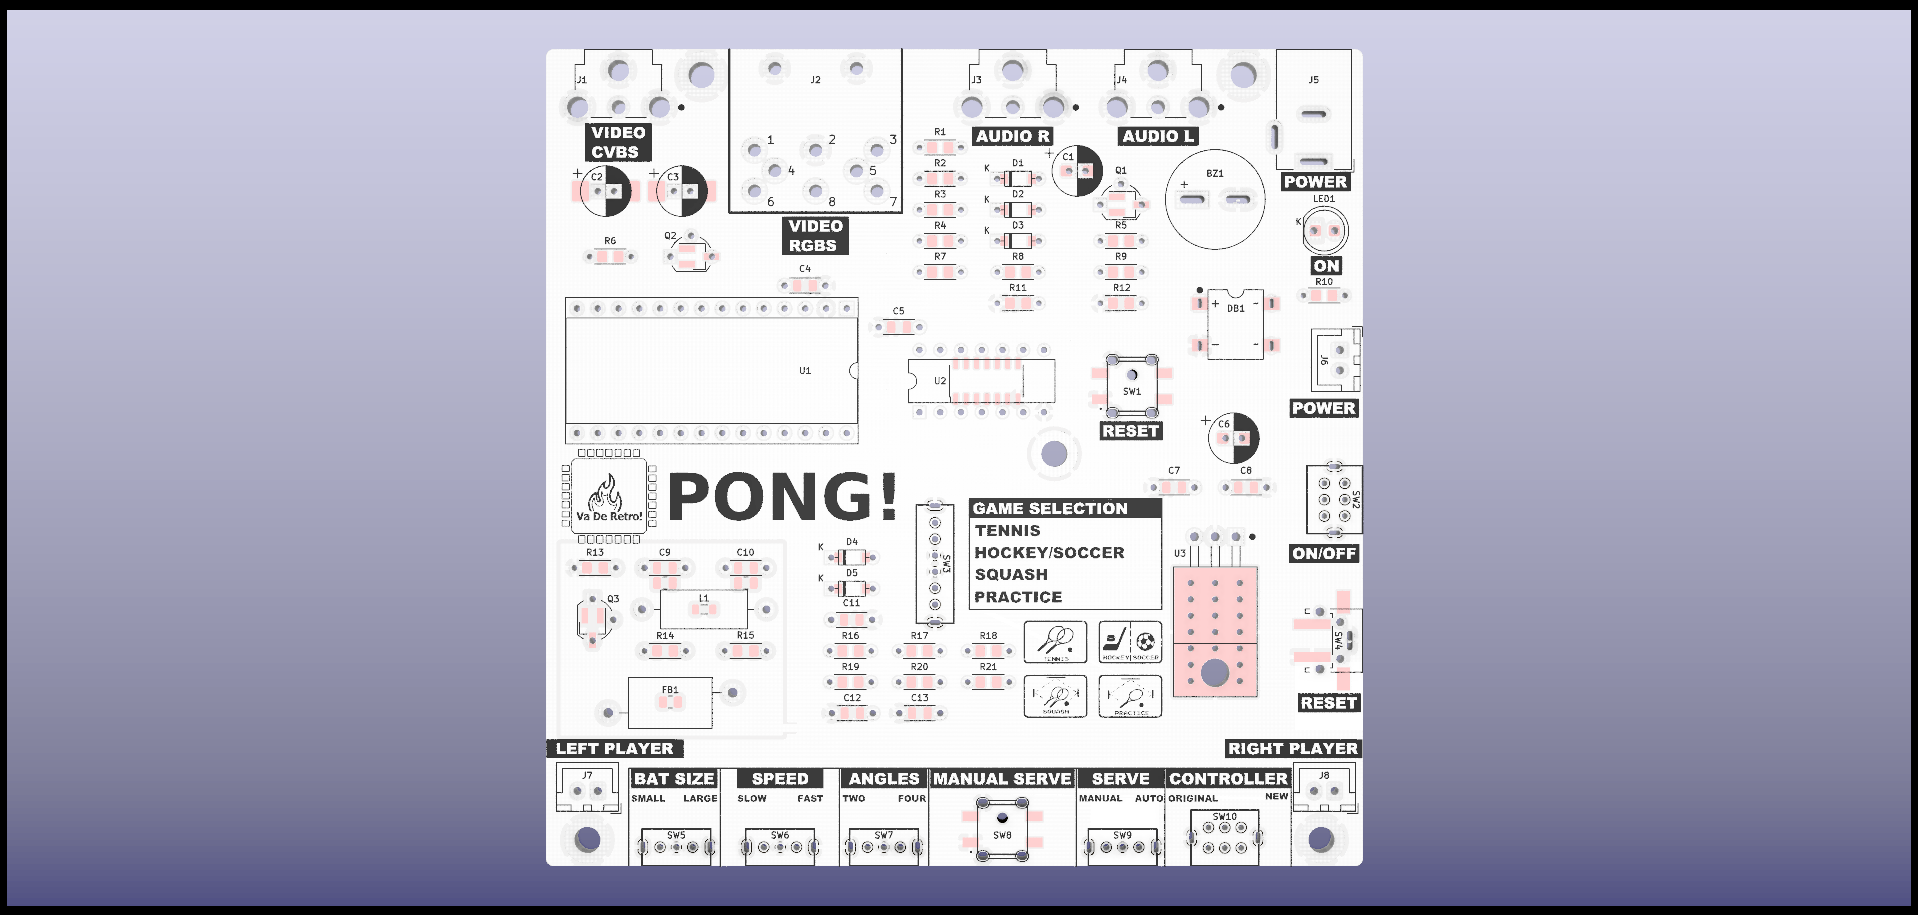 J1
J2
J3
J4
J5
VIDEO
CVBS
AUDIO R
AUDIO L
POWER
1
2
3
4
5
6
8
7
VIDEO
RGBS
+
C2
+
C3
R6
Q2
C4
R1
R2
R3
R4
R7
K
D1
K
D2
K
D3
R8
R11
+
C1
Q1
R5
R9
R12
+
BZ1
LED1
K
ON
R10
+
-
DB1
-
-
C5
U1
U2
SW1
RESET
J6
POWER
+
C6
C7
C8
SW2
ON/OFF
Va De Retro!
PONG!
SW3
GAME SELECTION
TENNIS
HOCKEY/SOCCER
SQUASH
PRACTICE
U3
TENNIS
HOCKEY SOCCER
SQUASH
PRACTICE
SW4
RESET
R13
C9
C10
Q3
L1
R14
R15
FB1
K
D4
K
D5
C11
R16
R17
R18
R19
R20
R21
C12
C13
LEFT PLAYER
RIGHT PLAYER
J7
BAT SIZE
SMALL LARGE
SW5
SPEED
SLOW FAST
SW6
ANGLES
TWO FOUR
SW7
MANUAL SERVE
SW8
SERVE
MANUAL AUTO
SW9
CONTROLLER
ORIGINAL NEW
SW10
J8